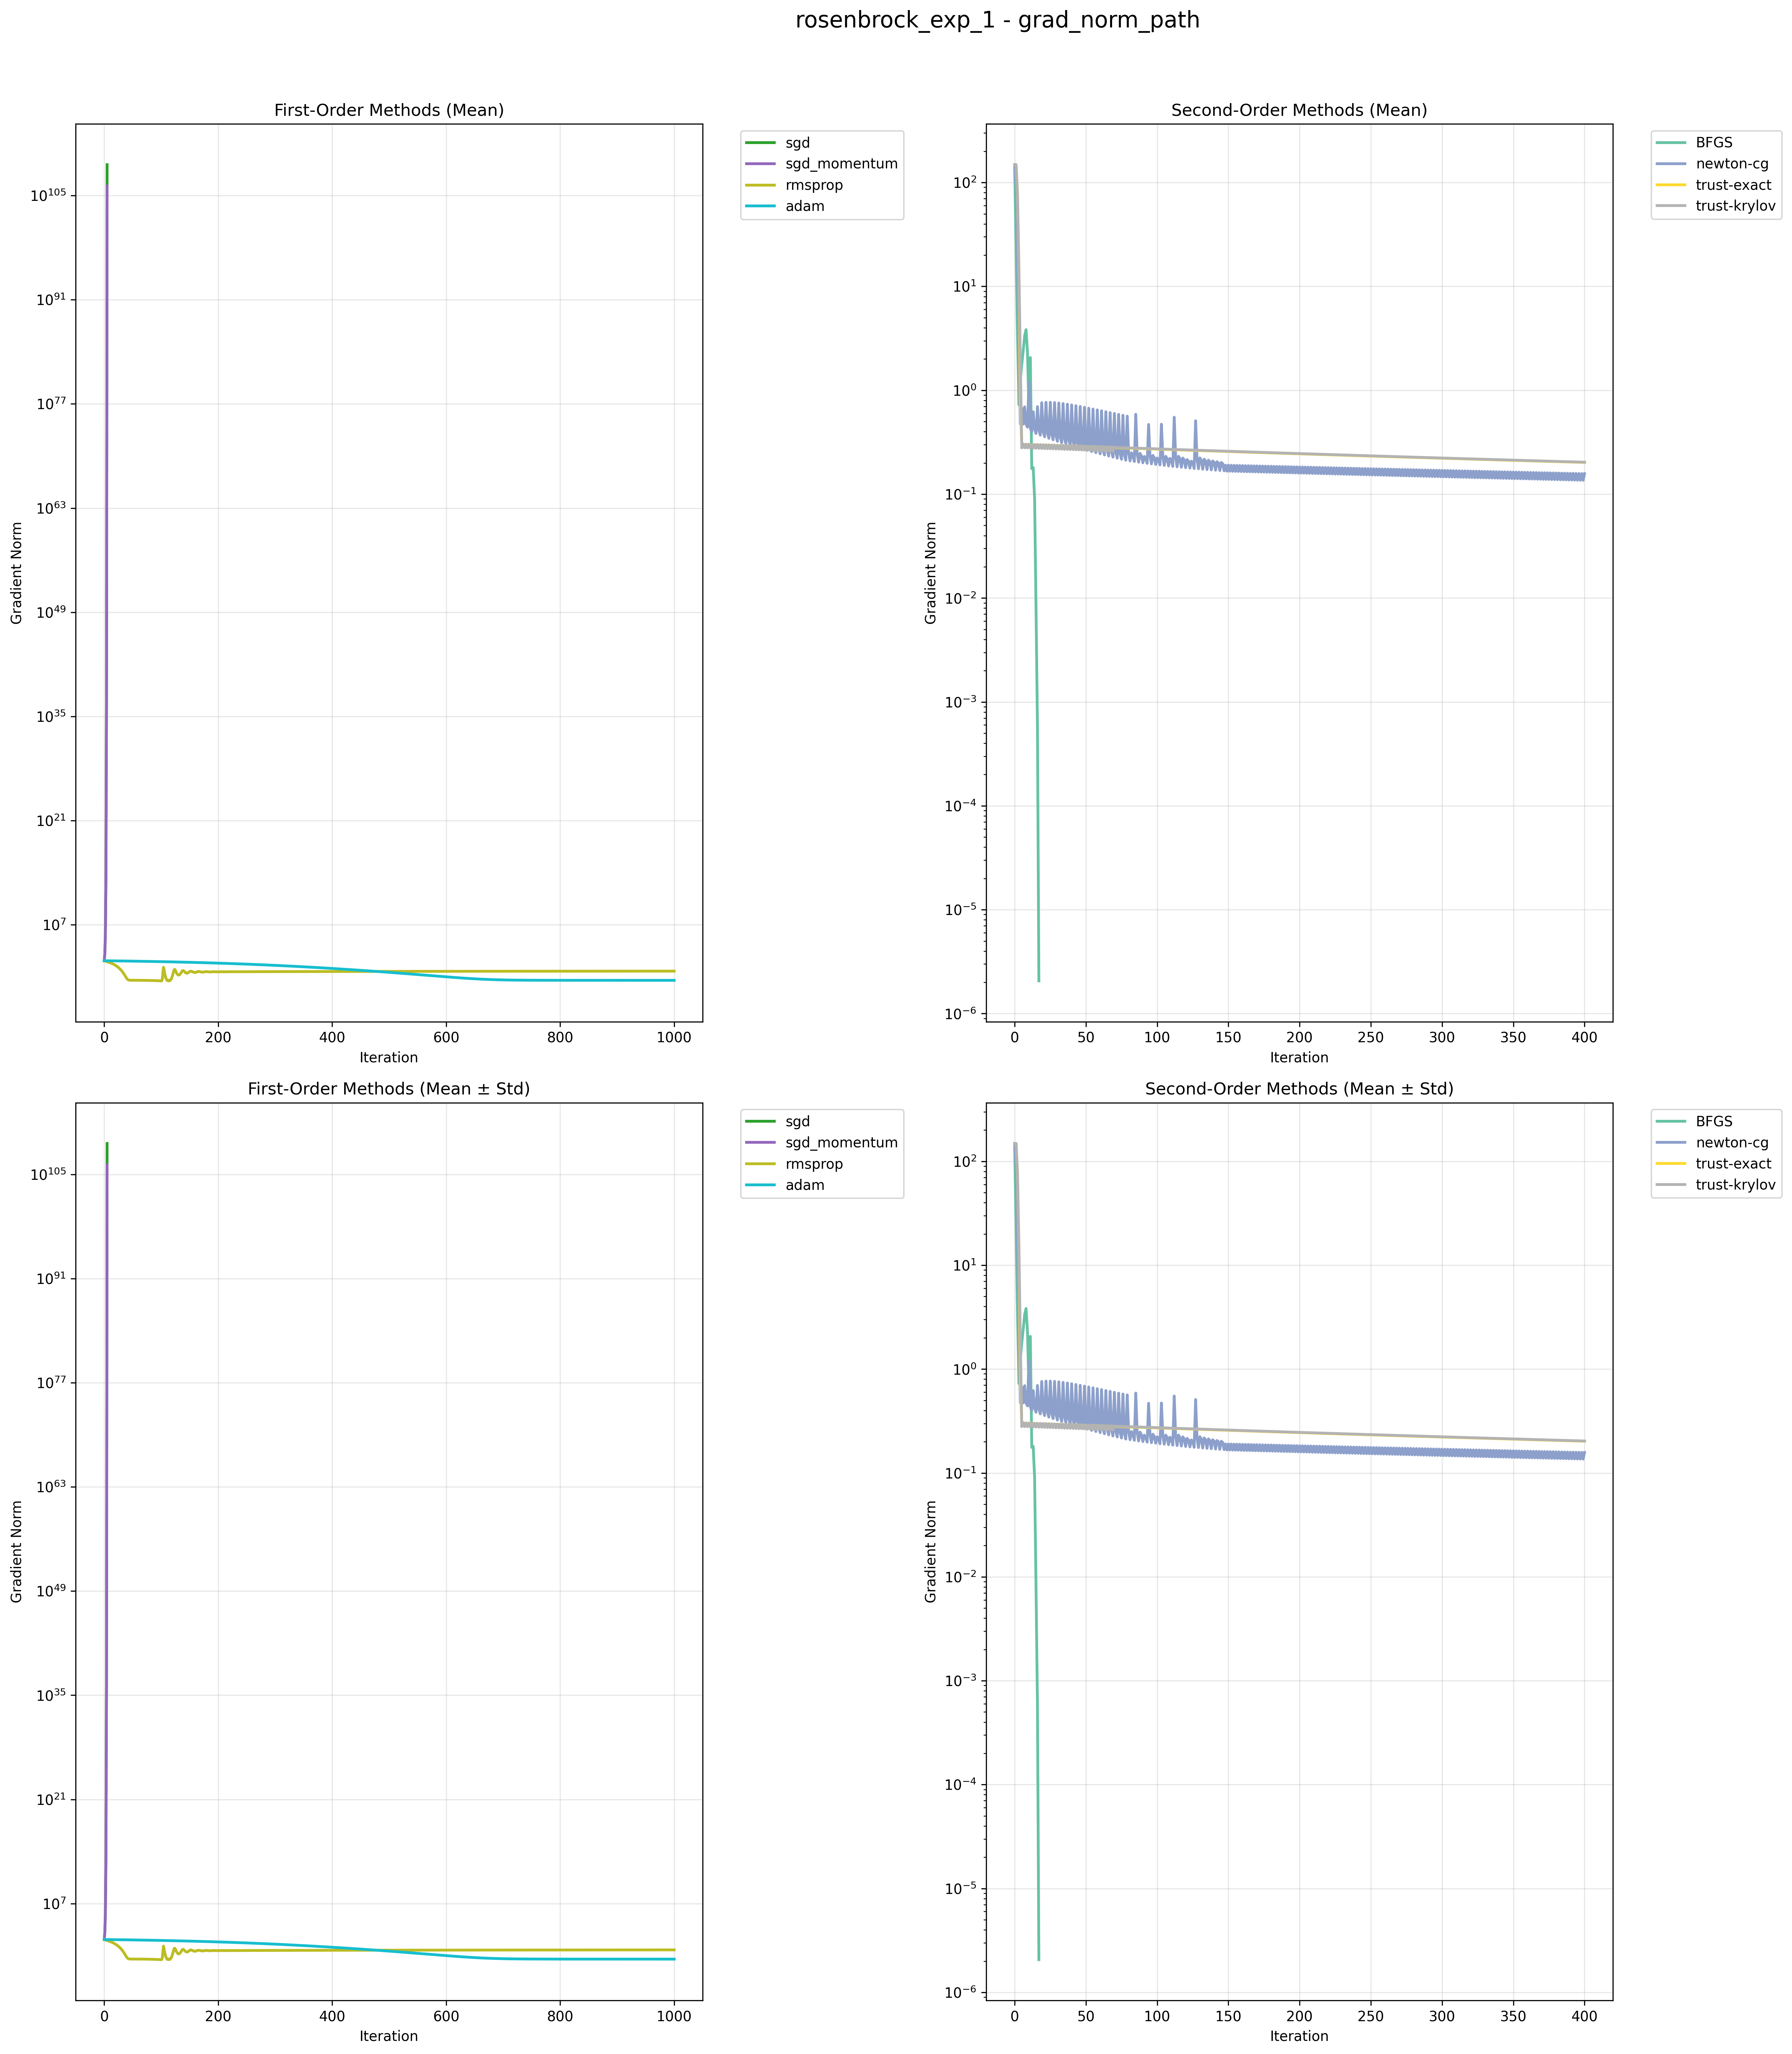 rosenbrock_exp_1 - grad_norm_path
First-Order Methods (Mean)
10^105
10^91
10^77
10^63
10^49
10^35
10^21
10^7
Gradient Norm
0 200 400 600 800 1000
Iteration
sgd
sgd_momentum
rmsprop
adam
Second-Order Methods (Mean)
10^2
10^1
10^0
10^−1
10^−2
10^−3
10^−4
10^−5
10^−6
Gradient Norm
0 50 100 150 200 250 300 350 400
Iteration
BFGS
newton-cg
trust-exact
trust-krylov
First-Order Methods (Mean ± Std)
10^105
10^91
10^77
10^63
10^49
10^35
10^21
10^7
Gradient Norm
0 200 400 600 800 1000
Iteration
sgd
sgd_momentum
rmsprop
adam
Second-Order Methods (Mean ± Std)
10^2
10^1
10^0
10^−1
10^−2
10^−3
10^−4
10^−5
10^−6
Gradient Norm
0 50 100 150 200 250 300 350 400
Iteration
BFGS
newton-cg
trust-exact
trust-krylov